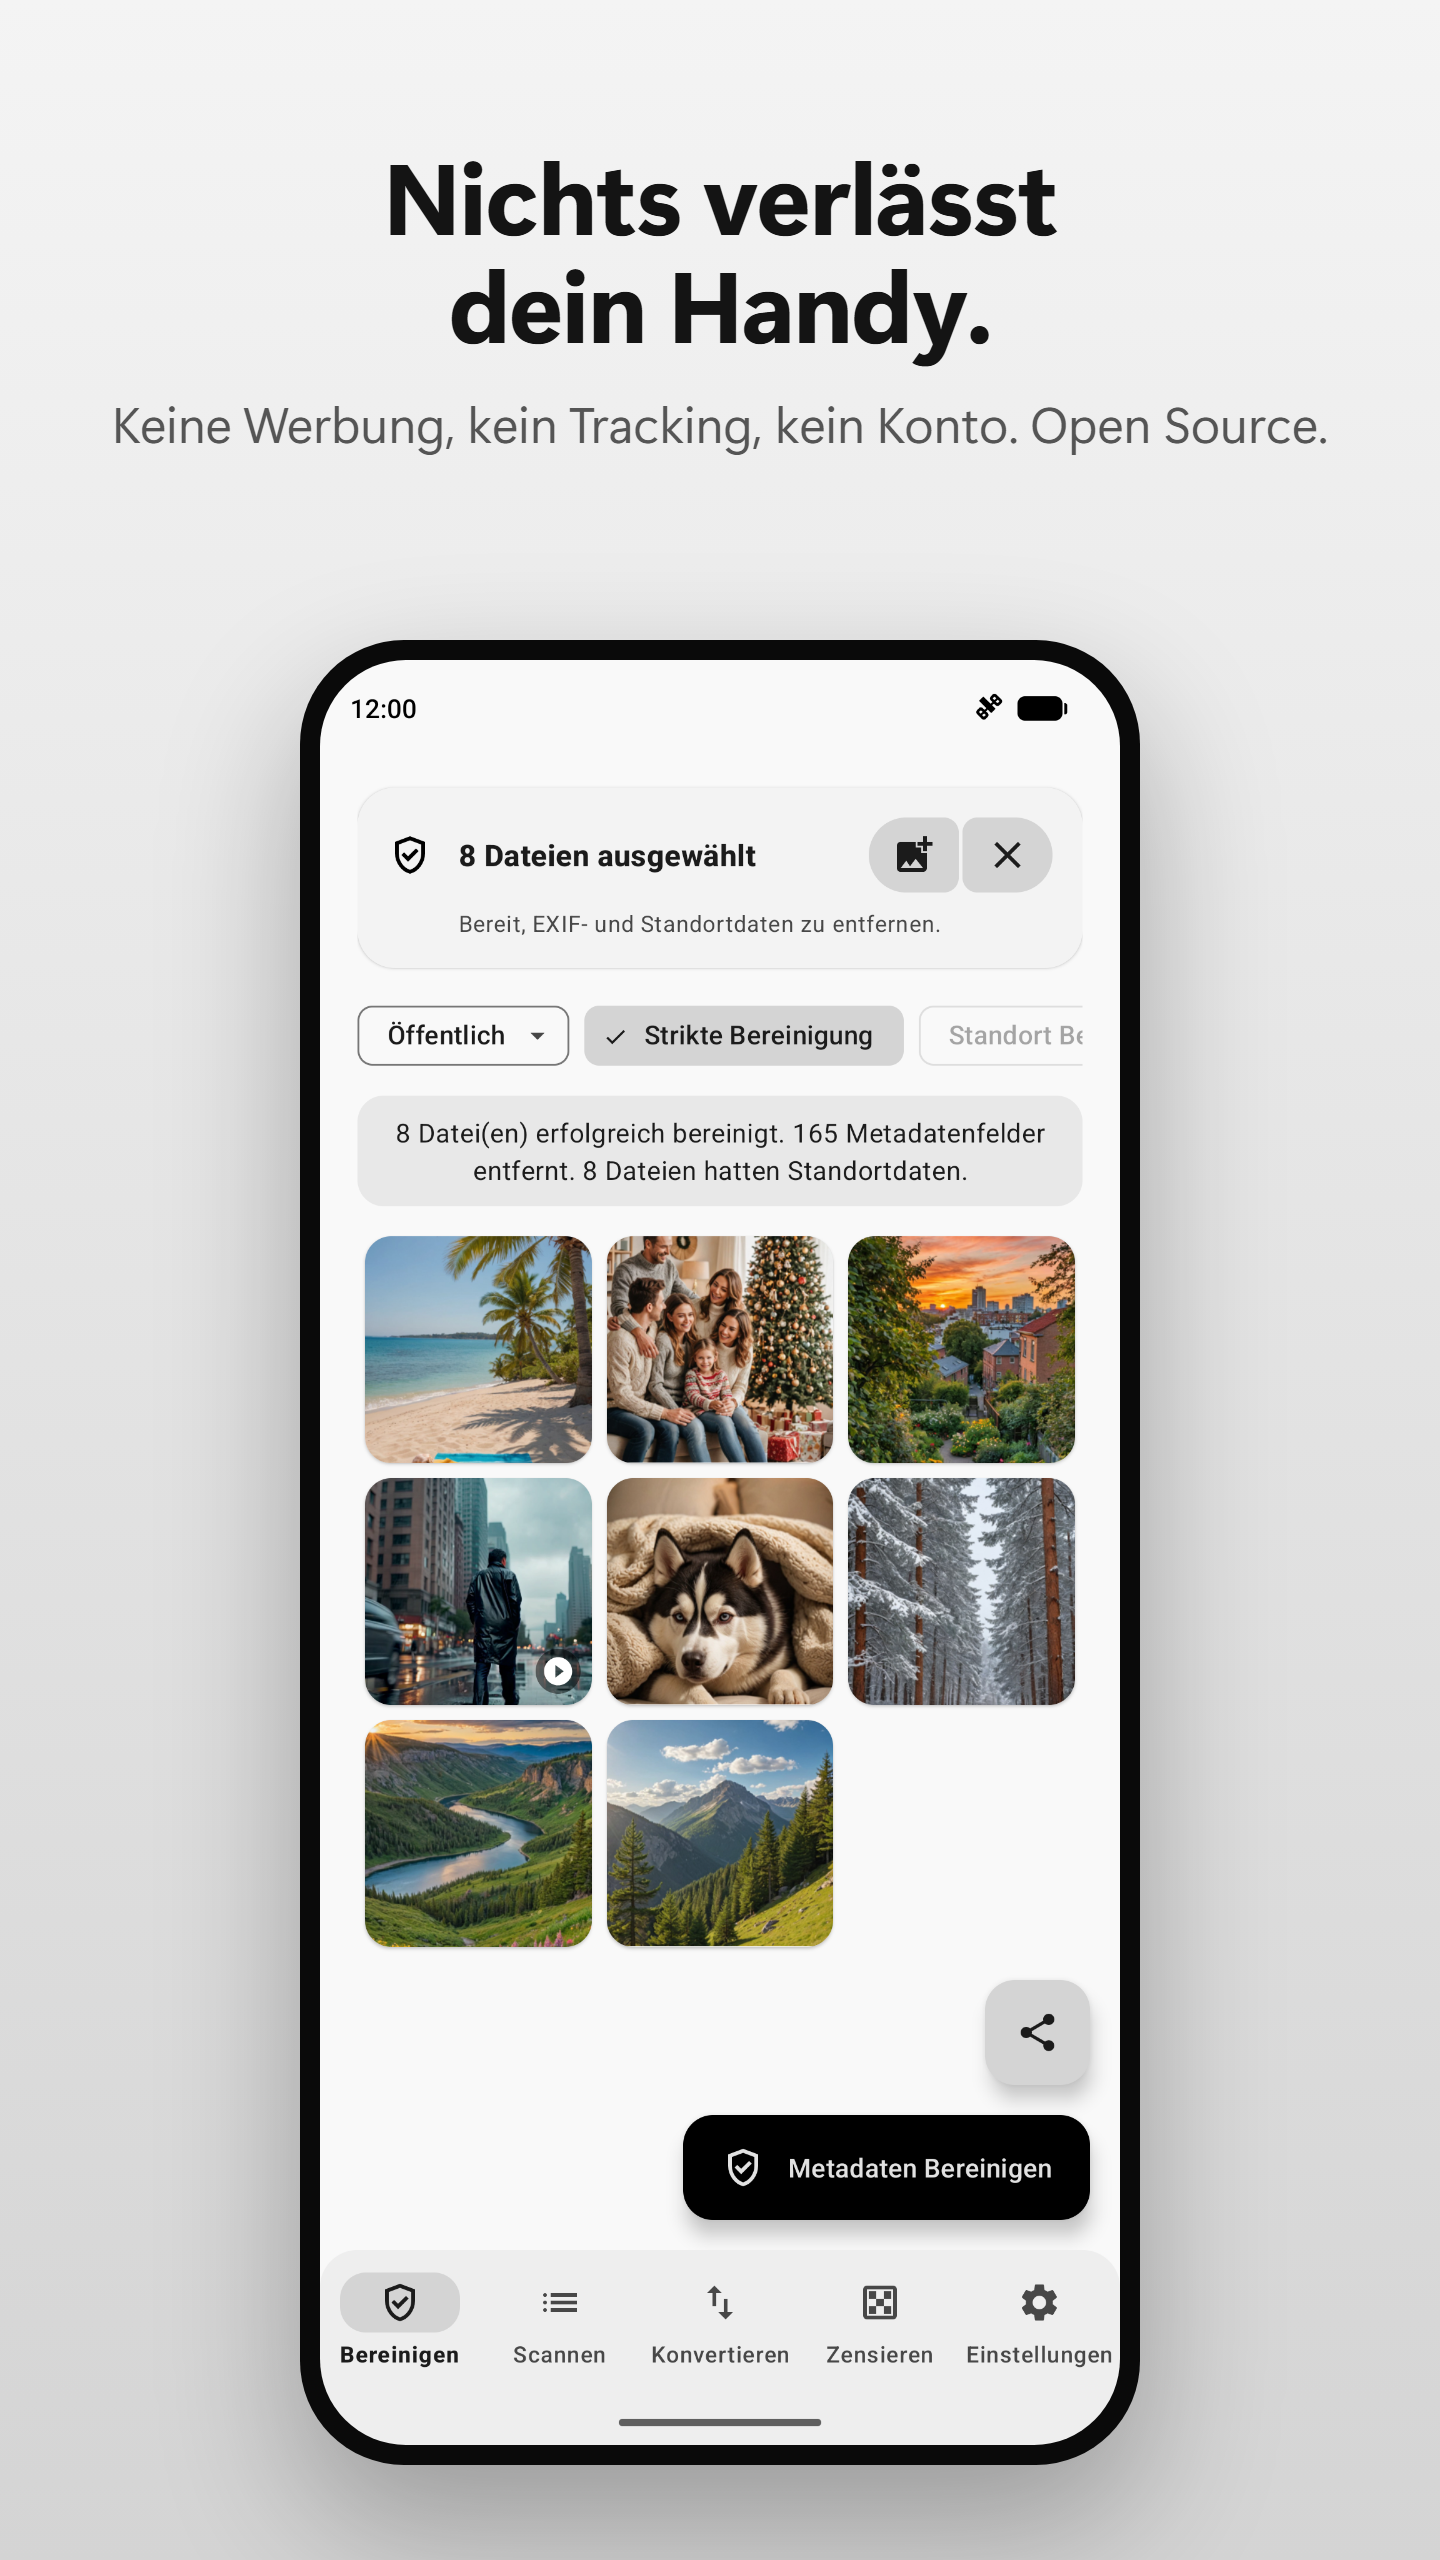 Nichts verlässt
dein Handy.
Keine Werbung, kein Tracking, kein Konto. Open Source.
12:00
8 Dateien ausgewählt
Bereit, EXIF- und Standortdaten zu entfernen.
Öffentlich
Strikte Bereinigung
Standort Be
8 Datei(en) erfolgreich bereinigt. 165 Metadatenfelder
entfernt. 8 Dateien hatten Standortdaten.
Metadaten Bereinigen
Bereinigen
Scannen
Konvertieren
Zensieren
Einstellungen